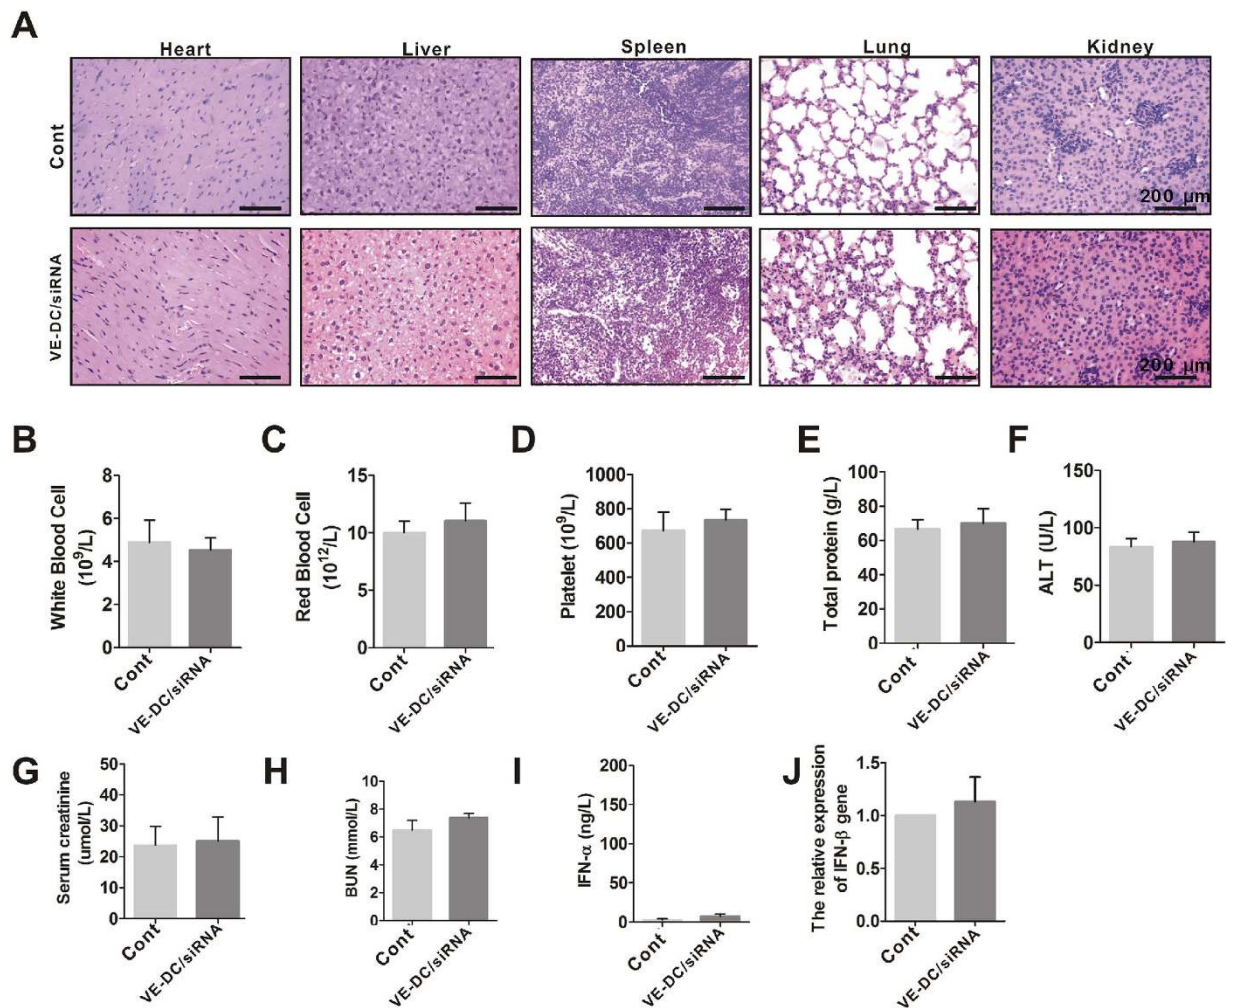 A
Heart Liver Spleen Lung Kidney
Cont
200 μm
VE-DC/siRNA
200 μm
B
White Blood Cell
(10⁹/L)
8
6
4
2
0
Cont
VE-DC/siRNA
C
Red Blood Cell
(10¹²/L)
15
10
5
0
Cont
VE-DC/siRNA
D
Platelet (10⁹/L)
1000
800
600
400
200
0
Cont
VE-DC/siRNA
E
Total protein (g/L)
100
80
60
40
20
0
Cont
VE-DC/siRNA
F
ALT (U/L)
150
100
50
0
Cont
VE-DC/siRNA
G
Serum creatinine
(umol/L)
50
40
30
20
10
0
Cont
VE-DC/siRNA
H
BUN (mmol/L)
10
8
6
4
2
0
Cont
VE-DC/siRNA
I
IFN-α (ng/L)
200
150
100
50
0
Cont
VE-DC/siRNA
J
The relative expression
of IFN-β gene
1.5
1.0
0.5
0.0
Cont
VE-DC/siRNA